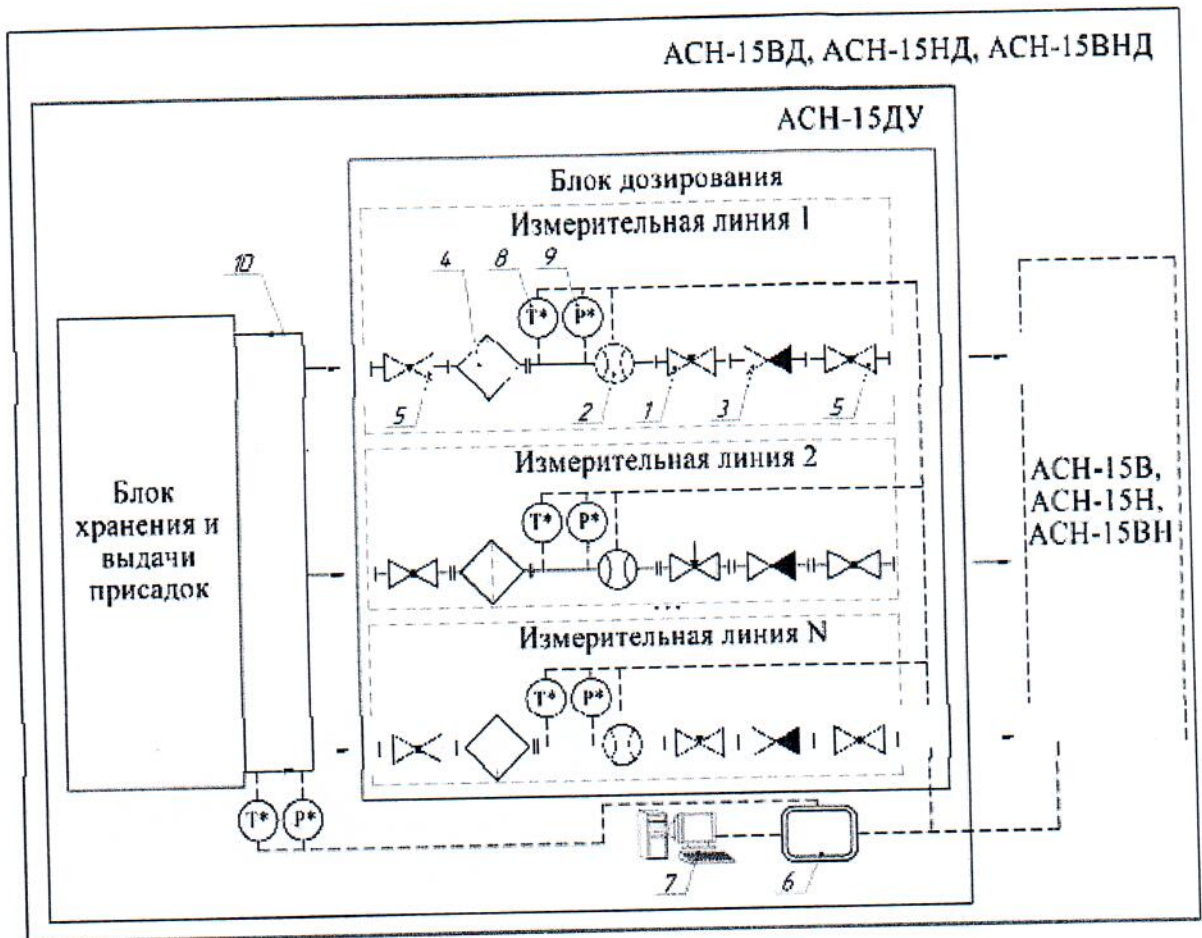 АСН-15ВД, АСН-15НД, АСН-15ВНД
АСН-15ДУ
Блок дозирования
Измерительная линия 1
10
4
8
9
T*
P*
5
2
1
3
5
Измерительная линия 2
T*
P*
...
Измерительная линия N
T*
P*
Блок
хранения и
выдачи
присадок
АСН-15В,
АСН-15Н,
АСН-15ВН
T*
P*
7
6